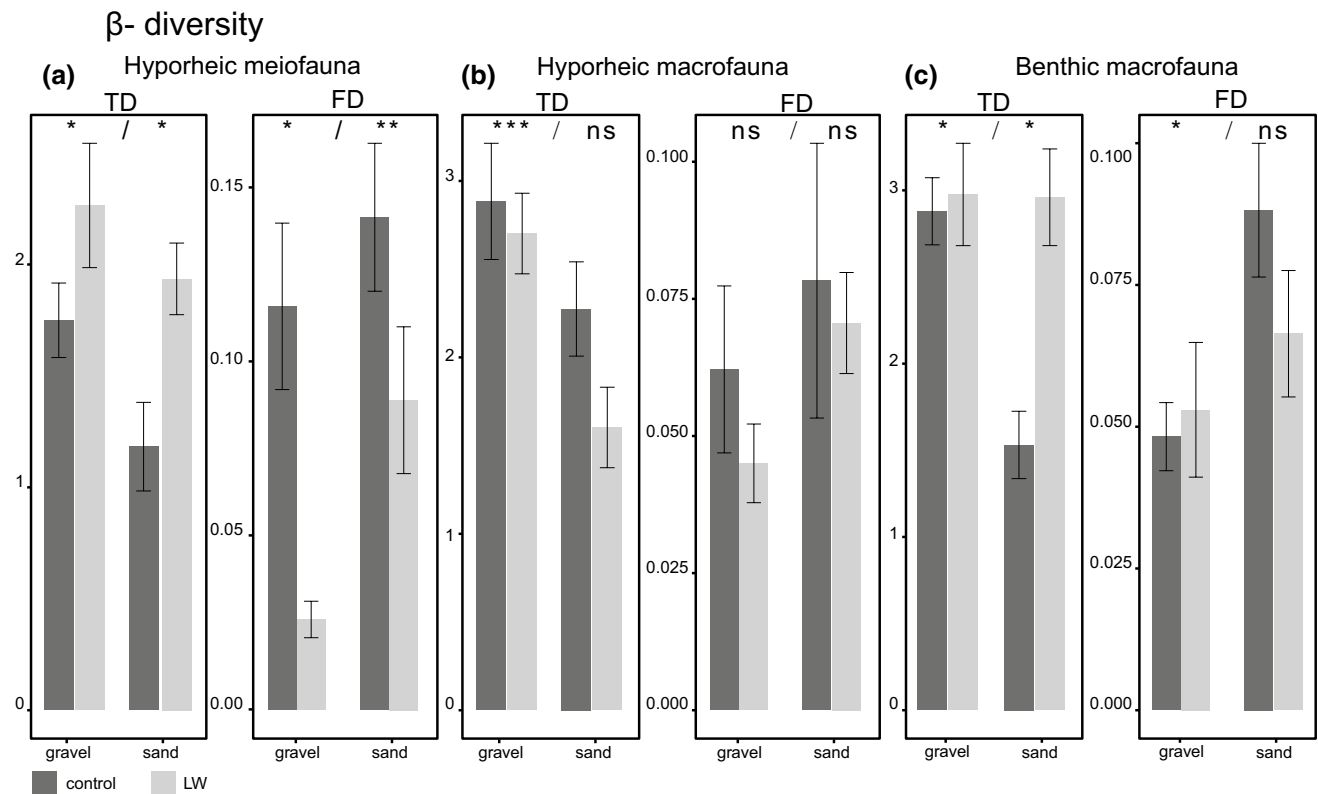 β- diversity
(a) Hyporheic meiofauna
TD
* / *
2
1
0
gravel sand
FD
* / **
0.15
0.10
0.05
0.00
gravel sand
(b) Hyporheic macrofauna
TD
*** / ns
3
2
1
0
gravel sand
FD
ns / ns
0.100
0.075
0.050
0.025
0.000
gravel sand
(c) Benthic macrofauna
TD
* / *
3
2
1
0
gravel sand
FD
* / ns
0.100
0.075
0.050
0.025
0.000
gravel sand
control LW